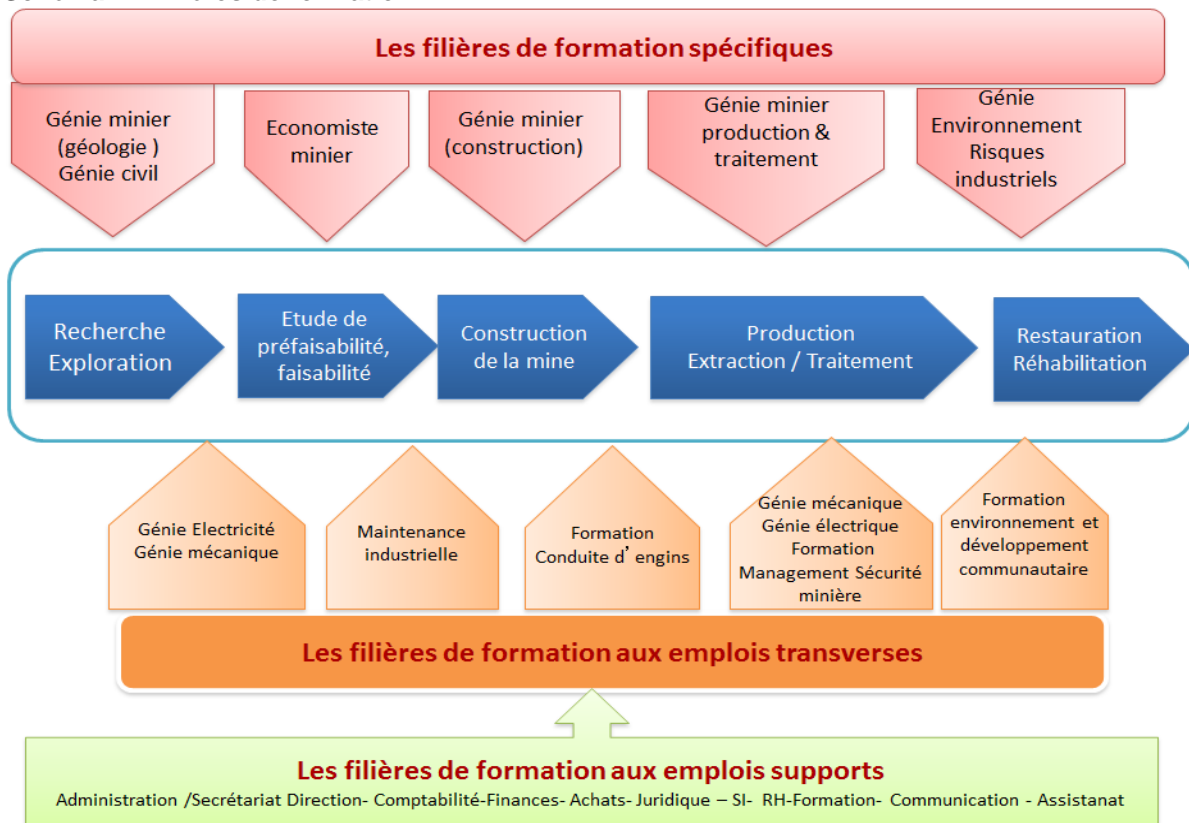 Les filières de formation spécifiques
Génie minier
(géologie )
Génie civil
Economiste
minier
Génie minier
(construction)
Génie minier
production &
traitement
Génie
Environnement
Risques
industriels
Recherche
Exploration
Etude de
préfaisabilité,
faisabilité
Construction
de la mine
Production
Extraction / Traitement
Restauration
Réhabilitation
Génie Electricité
Génie mécanique
Maintenance
industrielle
Formation
Conduite d’ engins
Génie mécanique
Génie électrique
Formation
Management Sécurité
minière
Formation
environnement et
développement
communautaire
Les filières de formation aux emplois transverses
Les filières de formation aux emplois supports
Administration /Secrétariat Direction- Comptabilité-Finances- Achats- Juridique – SI- RH-Formation- Communication - Assistanat